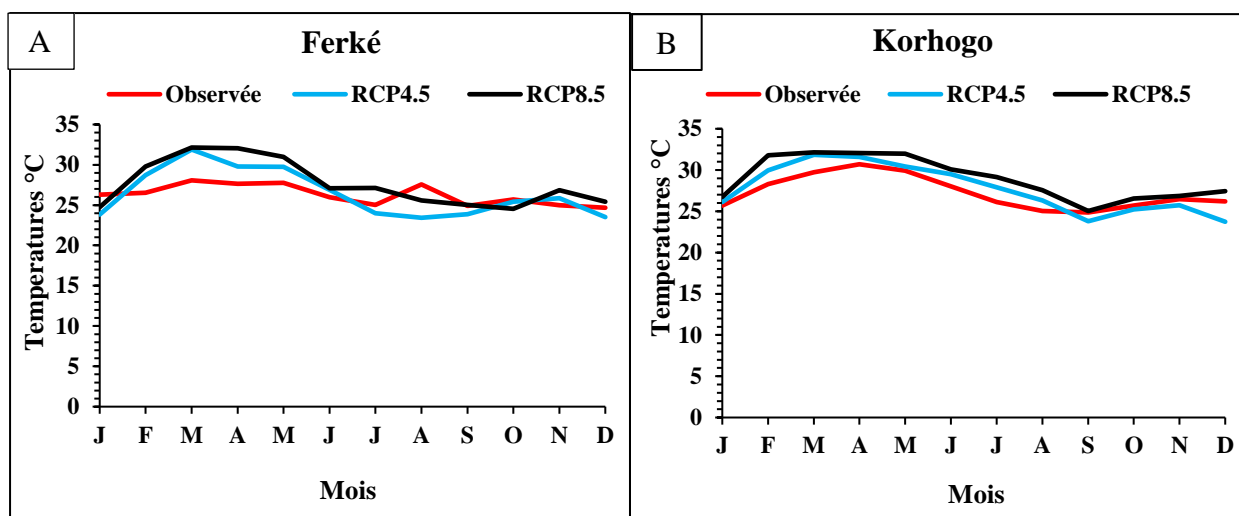 A
Ferké
Observée RCP4.5 RCP8.5
Temperatures °C
35
30
25
20
15
10
5
0
J F M A M J J A S O N D
Mois
B
Korhogo
Observée RCP4.5 RCP8.5
Temperatures °C
35
30
25
20
15
10
5
0
J F M A M J J A S O N D
Mois